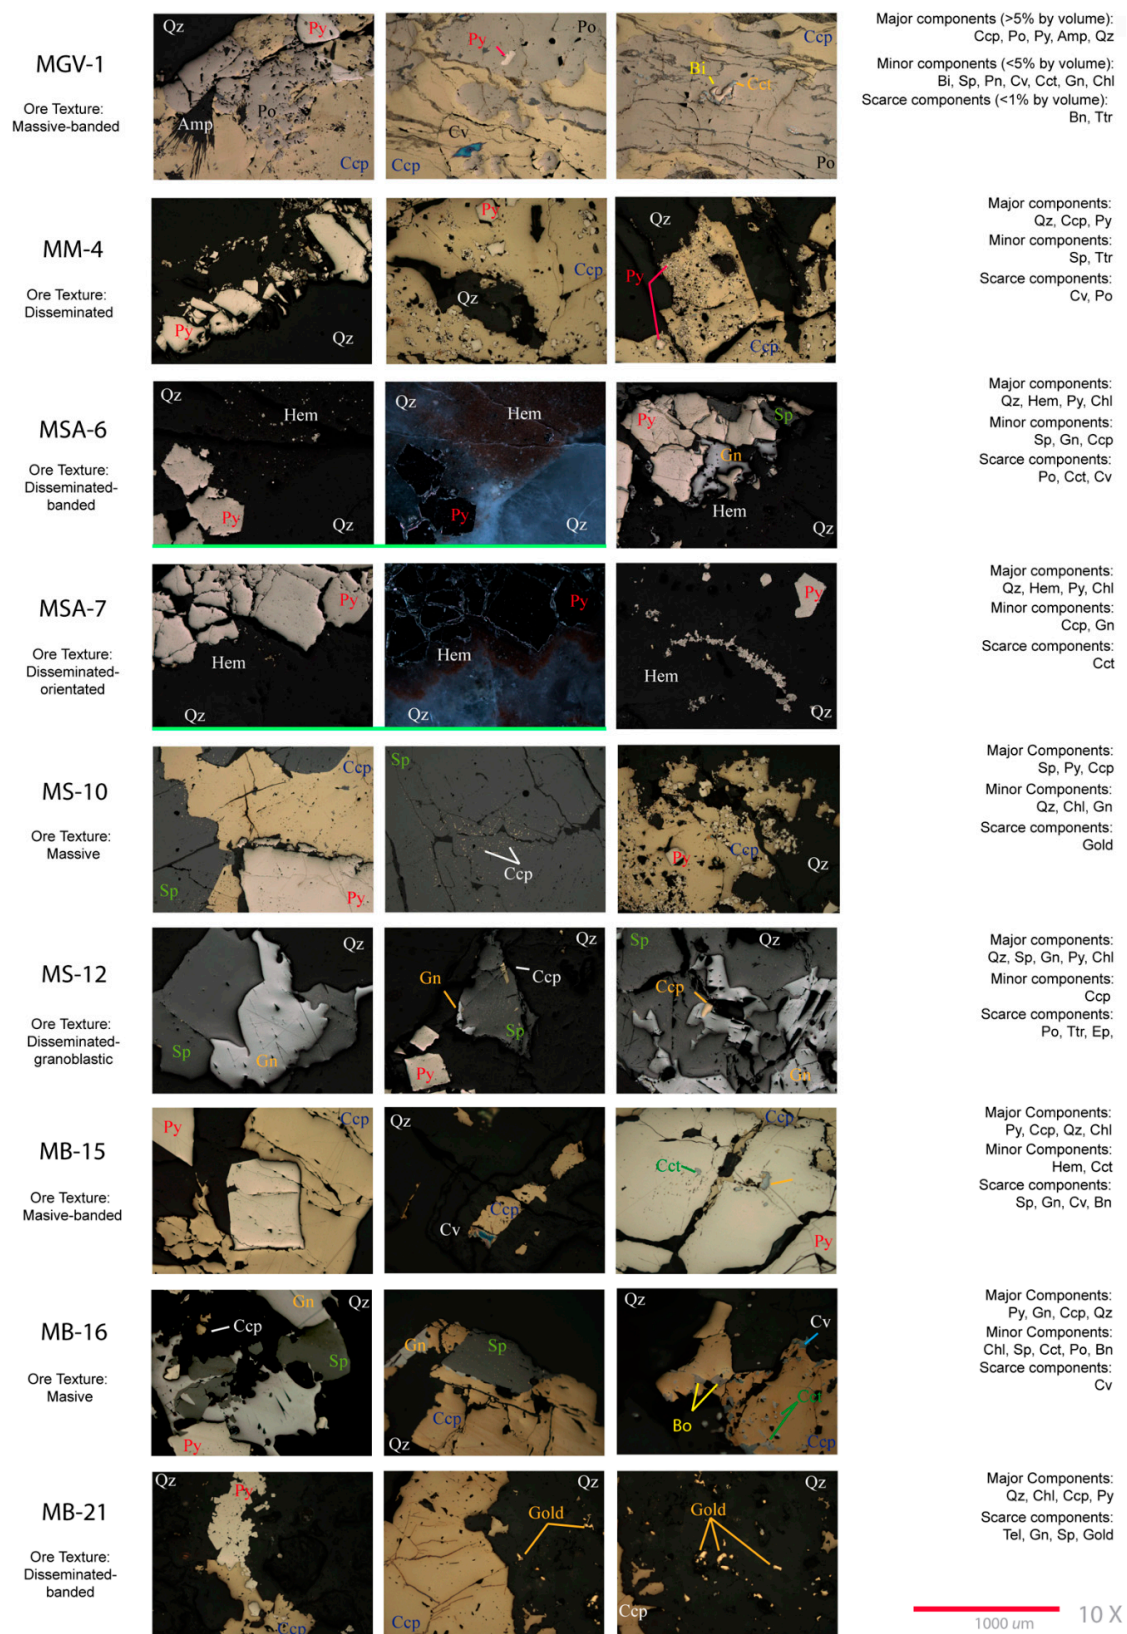 MGV-1
Ore Texture:
Massive-banded
Qz
Py
Amp
Po
Ccp
Py
Po
Cv
Ccp
Ccp
Bi
Cct
Po
Major components (>5% by volume):
Ccp, Po, Py, Amp, Qz
Minor components (<5% by volume):
Bi, Sp, Pn, Cv, Cct, Gn, Chl
Scarce components (<1% by volume):
Bn, Ttr
MM-4
Ore Texture:
Disseminated
Py
Qz
Py
Ccp
Qz
Qz
Py
Ccp
Major components:
Qz, Ccp, Py
Minor components:
Sp, Ttr
Scarce components:
Cv, Po
MSA-6
Ore Texture:
Disseminated-
banded
Qz
Hem
Py
Qz
Qz
Hem
Py
Qz
Py
Sp
Gn
Hem
Qz
Major components:
Qz, Hem, Py, Chl
Minor components:
Sp, Gn, Ccp
Scarce components:
Po, Cct, Cv
MSA-7
Ore Texture:
Disseminated-
orientated
Py
Hem
Qz
Py
Hem
Qz
Py
Hem
Qz
Major components:
Qz, Hem, Py, Chl
Minor components:
Ccp, Gn
Scarce components:
Cct
MS-10
Ore Texture:
Massive
Ccp
Sp
Py
Sp
Ccp
Py
Ccp
Qz
Major Components:
Sp, Py, Ccp
Minor Components:
Qz, Chl, Gn
Scarce components:
Gold
MS-12
Ore Texture:
Disseminated-
granoblastic
Qz
Sp
Gn
Qz
Gn
Ccp
Sp
Py
Sp
Qz
Ccp
Gn
Major components:
Qz, Sp, Gn, Py, Chl
Minor components:
Ccp
Scarce components:
Po, Ttr, Ep,
MB-15
Ore Texture:
Masive-banded
Py
Ccp
Qz
Ccp
Cv
Ccp
Cct
Py
Major Components:
Py, Ccp, Qz, Chl
Minor Components:
Hem, Cct
Scarce components:
Sp, Gn, Cv, Bn
MB-16
Ore Texture:
Masive
Gn
Qz
Ccp
Sp
Py
Gn
Sp
Ccp
Qz
Qz
Cv
Bo
Cct
Ccp
Major Components:
Py, Gn, Ccp, Qz
Minor Components:
Chl, Sp, Cct, Po, Bn
Scarce components:
Cv
MB-21
Ore Texture:
Disseminated-
banded
Qz
Py
Ccp
Qz
Gold
Ccp
Qz
Gold
Ccp
Major Components:
Qz, Chl, Ccp, Py
Scarce components:
Tel, Gn, Sp, Gold
1000 um
10 X